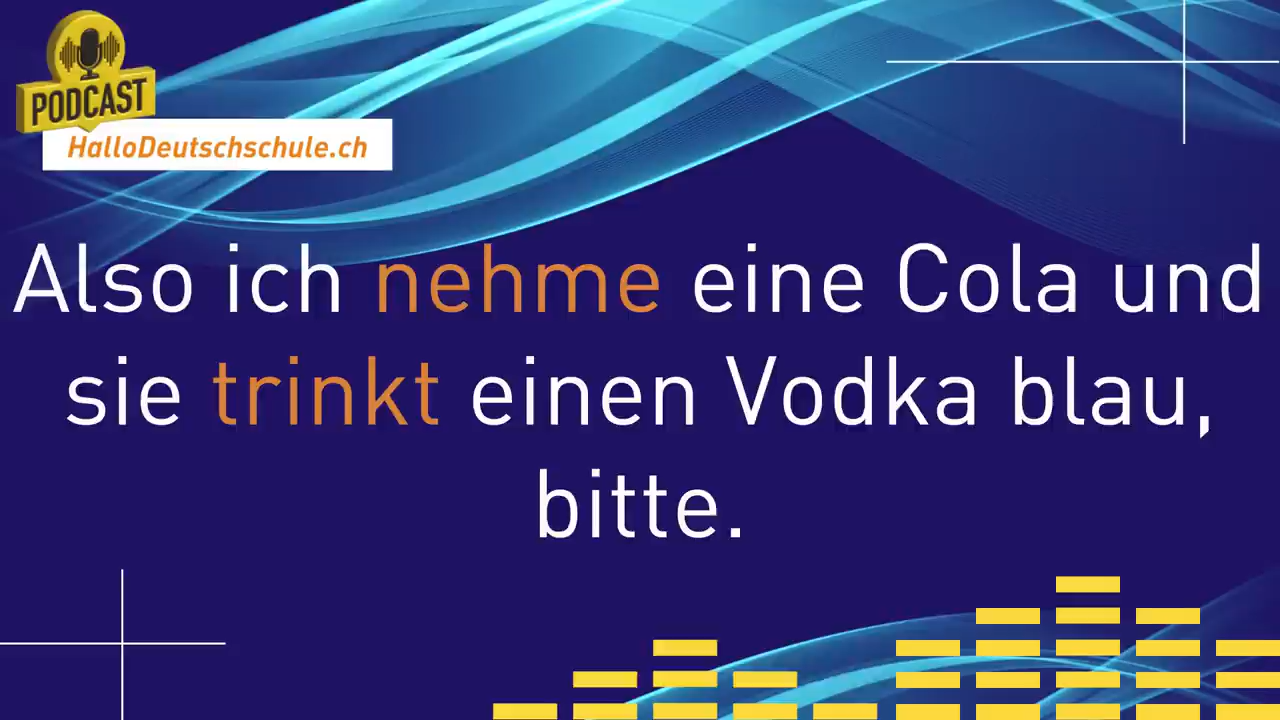 PODCAST
HalloDeutschschule.ch
Also ich nehme eine Cola und
sie trinkt einen Vodka blau,
bitte.